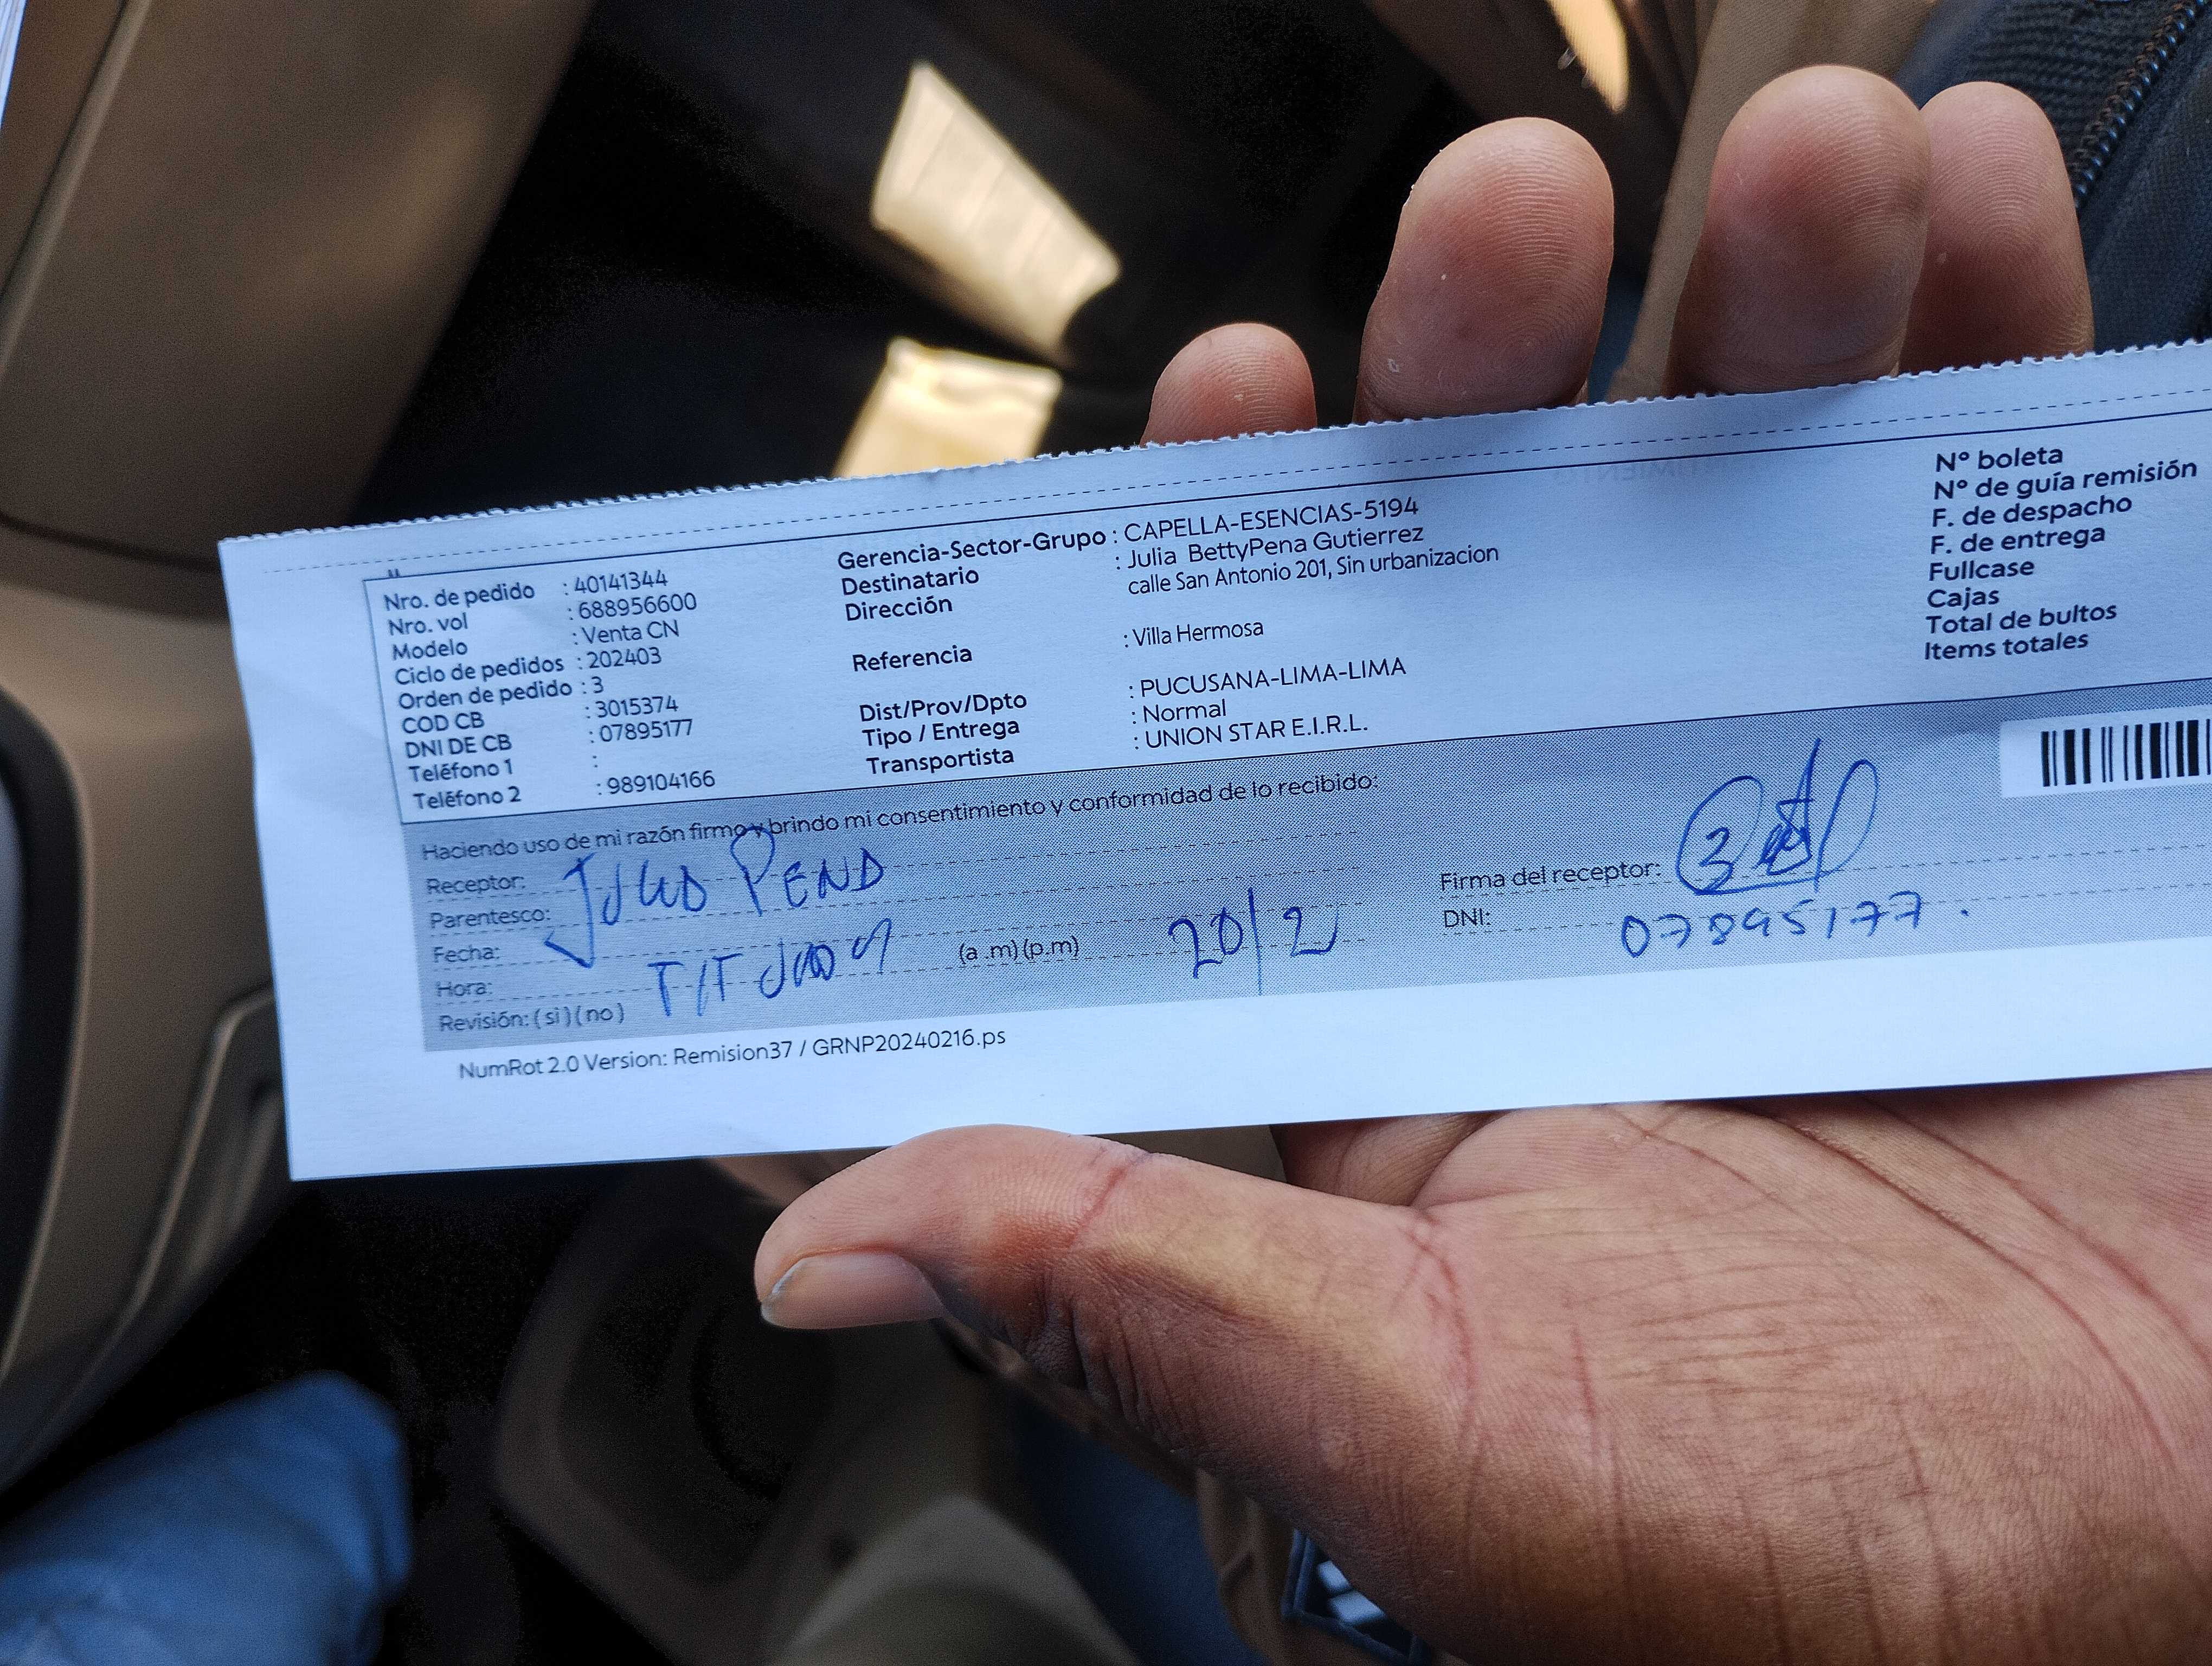 Nro. de pedido : 40141344
Nro. vol : 688956600
Modelo : Venta CN
Ciclo de pedidos : 202403
Orden de pedido : 3
COD CB : 3015374
DNI DE CB : 07895177
Teléfono 1 :
Teléfono 2 : 989104166
Gerencia-Sector-Grupo : CAPELLA-ESENCIAS-5194
Destinatario : Julia BettyPena Gutierrez
Dirección calle San Antonio 201, Sin urbanizacion
Referencia : Villa Hermosa
Dist/Prov/Dpto : PUCUSANA-LIMA-LIMA
Tipo / Entrega : Normal
Transportista : UNION STAR E.I.R.L.
Nº boleta
Nº de guía remisión
F. de despacho
F. de entrega
Fullcase
Cajas
Total de bultos
Items totales
Haciendo uso de mi razón firmo y brindo mi consentimiento y conformidad de lo recibido:
Receptor:
Parentesco:
Fecha:
Hora: (a .m) (p.m) 20/2
Revisión: ( si ) ( no ) T/T
Firma del receptor:
DNI: 07895177.
NumRot 2.0 Version: Remision37 / GRNP20240216.ps